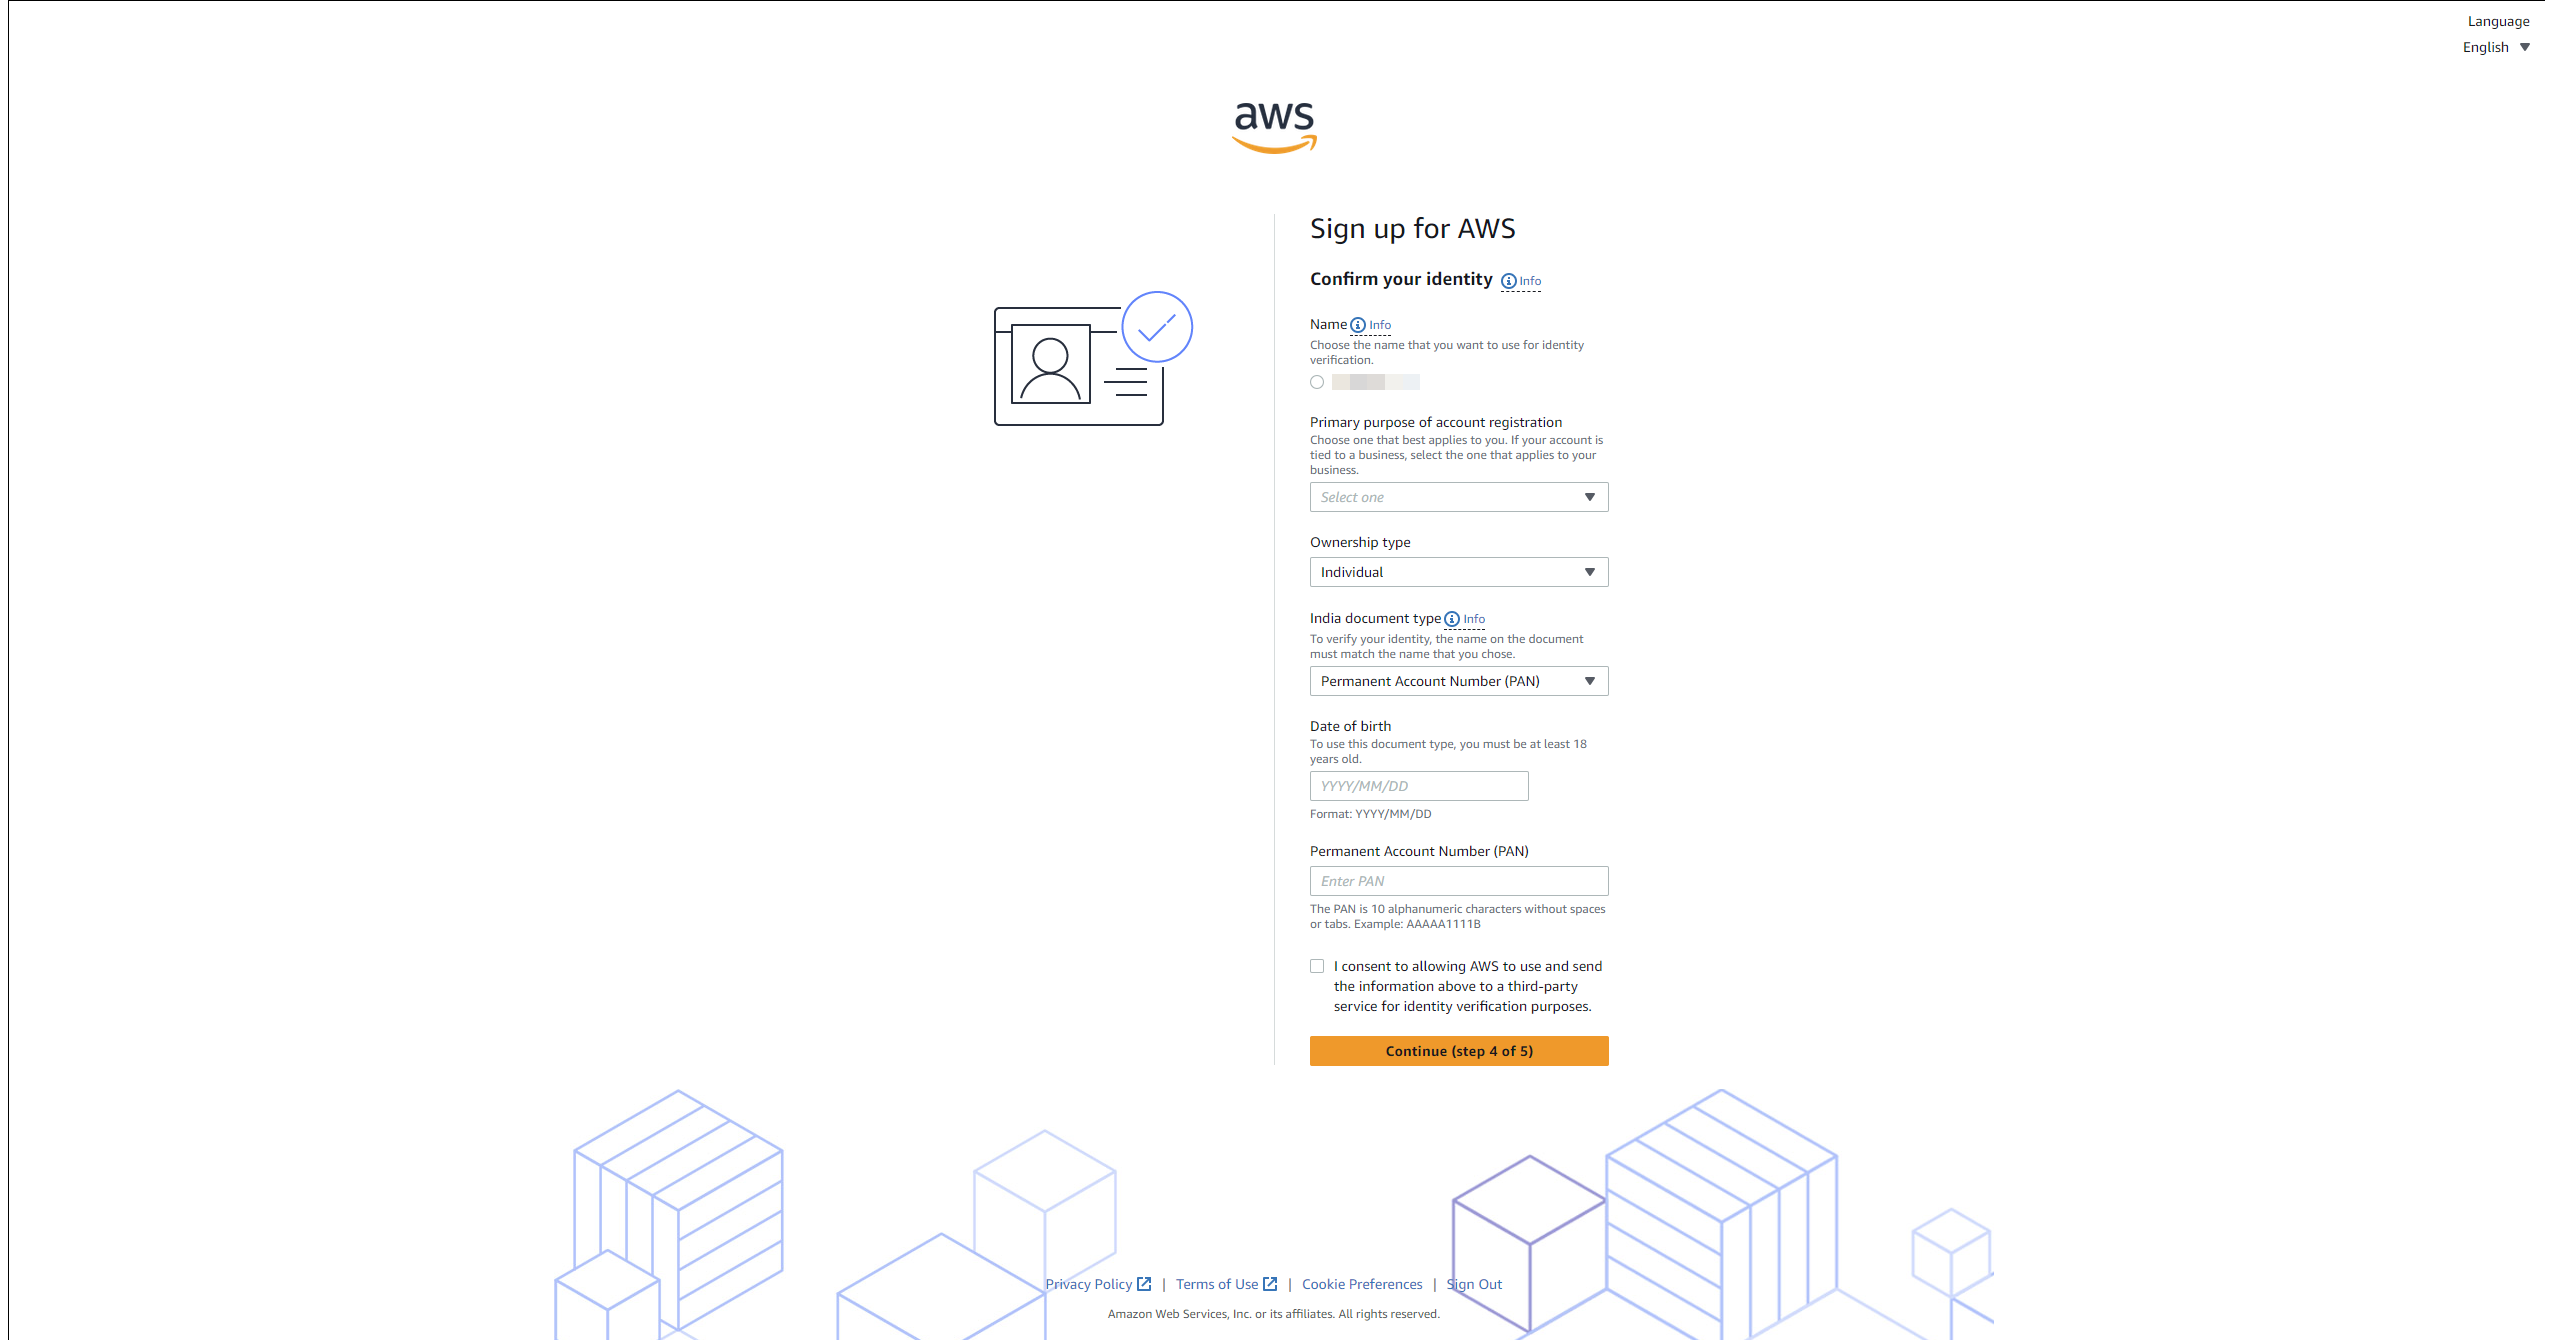 Language
English
aws
Sign up for AWS
Confirm your identity Info
Name Info
Choose the name that you want to use for identity
verification.
Primary purpose of account registration
Choose one that best applies to you. If your account is
tied to a business, select the one that applies to your
business.
Select one
Ownership type
Individual
India document type Info
To verify your identity, the name on the document
must match the name that you chose.
Permanent Account Number (PAN)
Date of birth
To use this document type, you must be at least 18
years old.
YYYY/MM/DD
Format: YYYY/MM/DD
Permanent Account Number (PAN)
Enter PAN
The PAN is 10 alphanumeric characters without spaces
or tabs. Example: AAAAA1111B
I consent to allowing AWS to use and send
the information above to a third-party
service for identity verification purposes.
Continue (step 4 of 5)
Privacy Policy | Terms of Use | Cookie Preferences | Sign Out
Amazon Web Services, Inc. or its affiliates. All rights reserved.